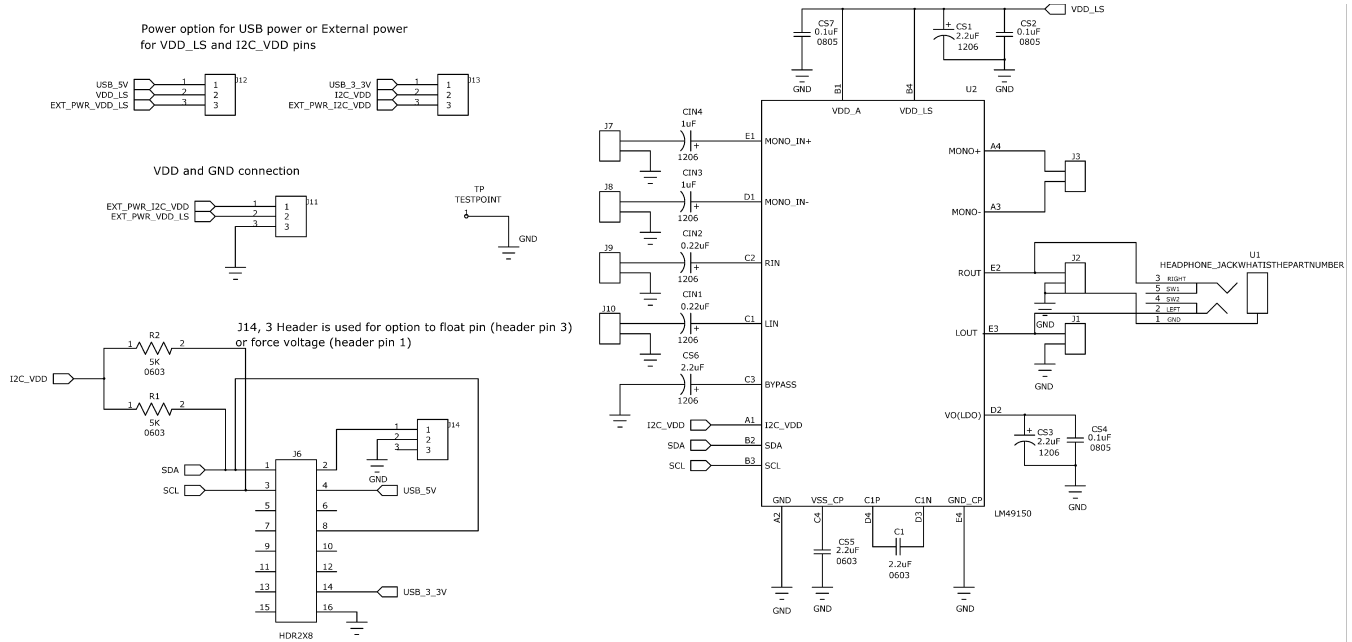 Power option for USB power or External power
for VDD_LS and I2C_VDD pins
USB_5V 1 1 J12
VDD_LS 2 2
EXT_PWR_VDD_LS 3 3
USB_3_3V 1 1 J13
I2C_VDD 2 2
EXT_PWR_I2C_VDD 3 3
VDD and GND connection
EXT_PWR_I2C_VDD 1 1 J11
EXT_PWR_VDD_LS 2 2
3 3
TP
TESTPOINT
1
GND
J14, 3 Header is used for option to float pin (header pin 3)
or force voltage (header pin 1)
R2
1 2
5K
0603
I2C_VDD
R1
1 2
5K
0603
1 1 J14
2 2
3 3
GND
J6
SDA 1 2
SCL 3 4 USB_5V
5 6
7 8
9 10
11 12
13 14 USB_3_3V
15 16
HDR2X8
VDD_LS
CS7
0.1uF
0805
GND
CS1
2.2uF
1206
CS2
0.1uF
0805
GND
B1
B4
U2
VDD_A
VDD_LS
J7
CIN4
1uF
1206
E1 MONO_IN+
J8
CIN3
1uF
1206
D1 MONO_IN-
J9
CIN2
0.22uF
1206
C2 RIN
J10
CIN1
0.22uF
1206
C1 LIN
CS6
2.2uF
1206
C3 BYPASS
I2C_VDD A1 I2C_VDD
SDA B2 SDA
SCL B3 SCL
MONO+ A4
J3
MONO- A3
ROUT E2
J2
GND
LOUT E3
J1
GND
U1
HEADPHONE_JACKWHATISTHEPARTNUMBER
3 RIGHT
5 SW1
4 SW2
2 LEFT
1 GND
VO(LDO) D2
CS3
2.2uF
1206
CS4
0.1uF
0805
GND
GND VSS_CP C1P C1N GND_CP
A2 C4 D4 D3 E4
LM49150
CS5
2.2uF
0603
C1
2.2uF
0603
GND
GND
GND